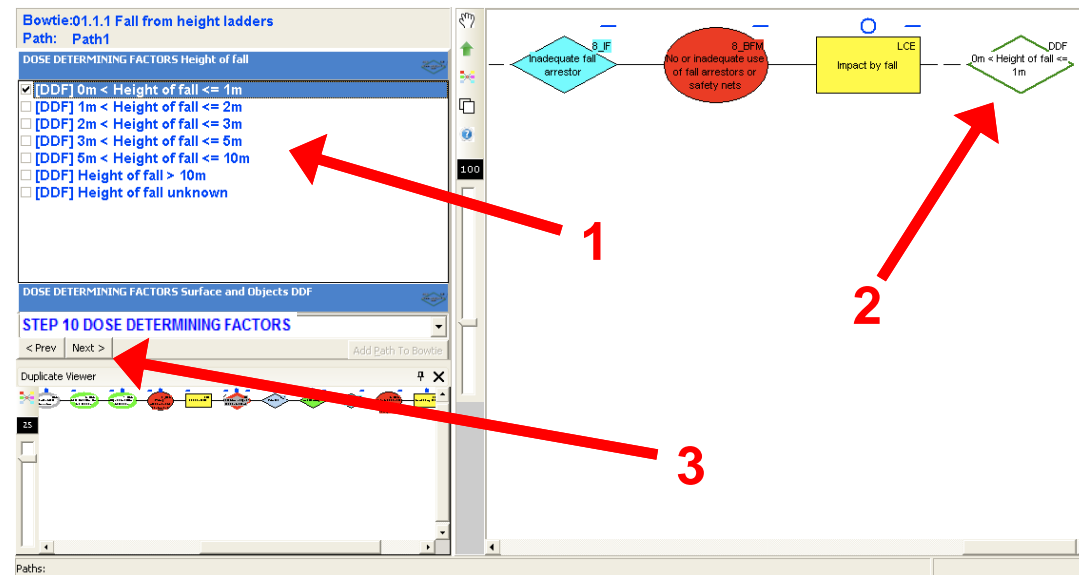 Bowtie:01.1.1 Fall from height ladders
Path: Path1
DOSE DETERMINING FACTORS Height of fall
[DDF] 0m < Height of fall <= 1m
[DDF] 1m < Height of fall <= 2m
[DDF] 2m < Height of fall <= 3m
[DDF] 3m < Height of fall <= 5m
[DDF] 5m < Height of fall <= 10m
[DDF] Height of fall > 10m
[DDF] Height of fall unknown
DOSE DETERMINING FACTORS Surface and Objects DDF
STEP 10 DOSE DETERMINING FACTORS
< Prev
Next >
Add Path To Bowtie
Duplicate Viewer
25
Paths:
100
8_IF
Inadequate fall
arrestor
8_BFM
No or inadequate use
of fall arrestors or
safety nets
LCE
Impact by fall
DDF
0m < Height of fall <=
1m
1
2
3